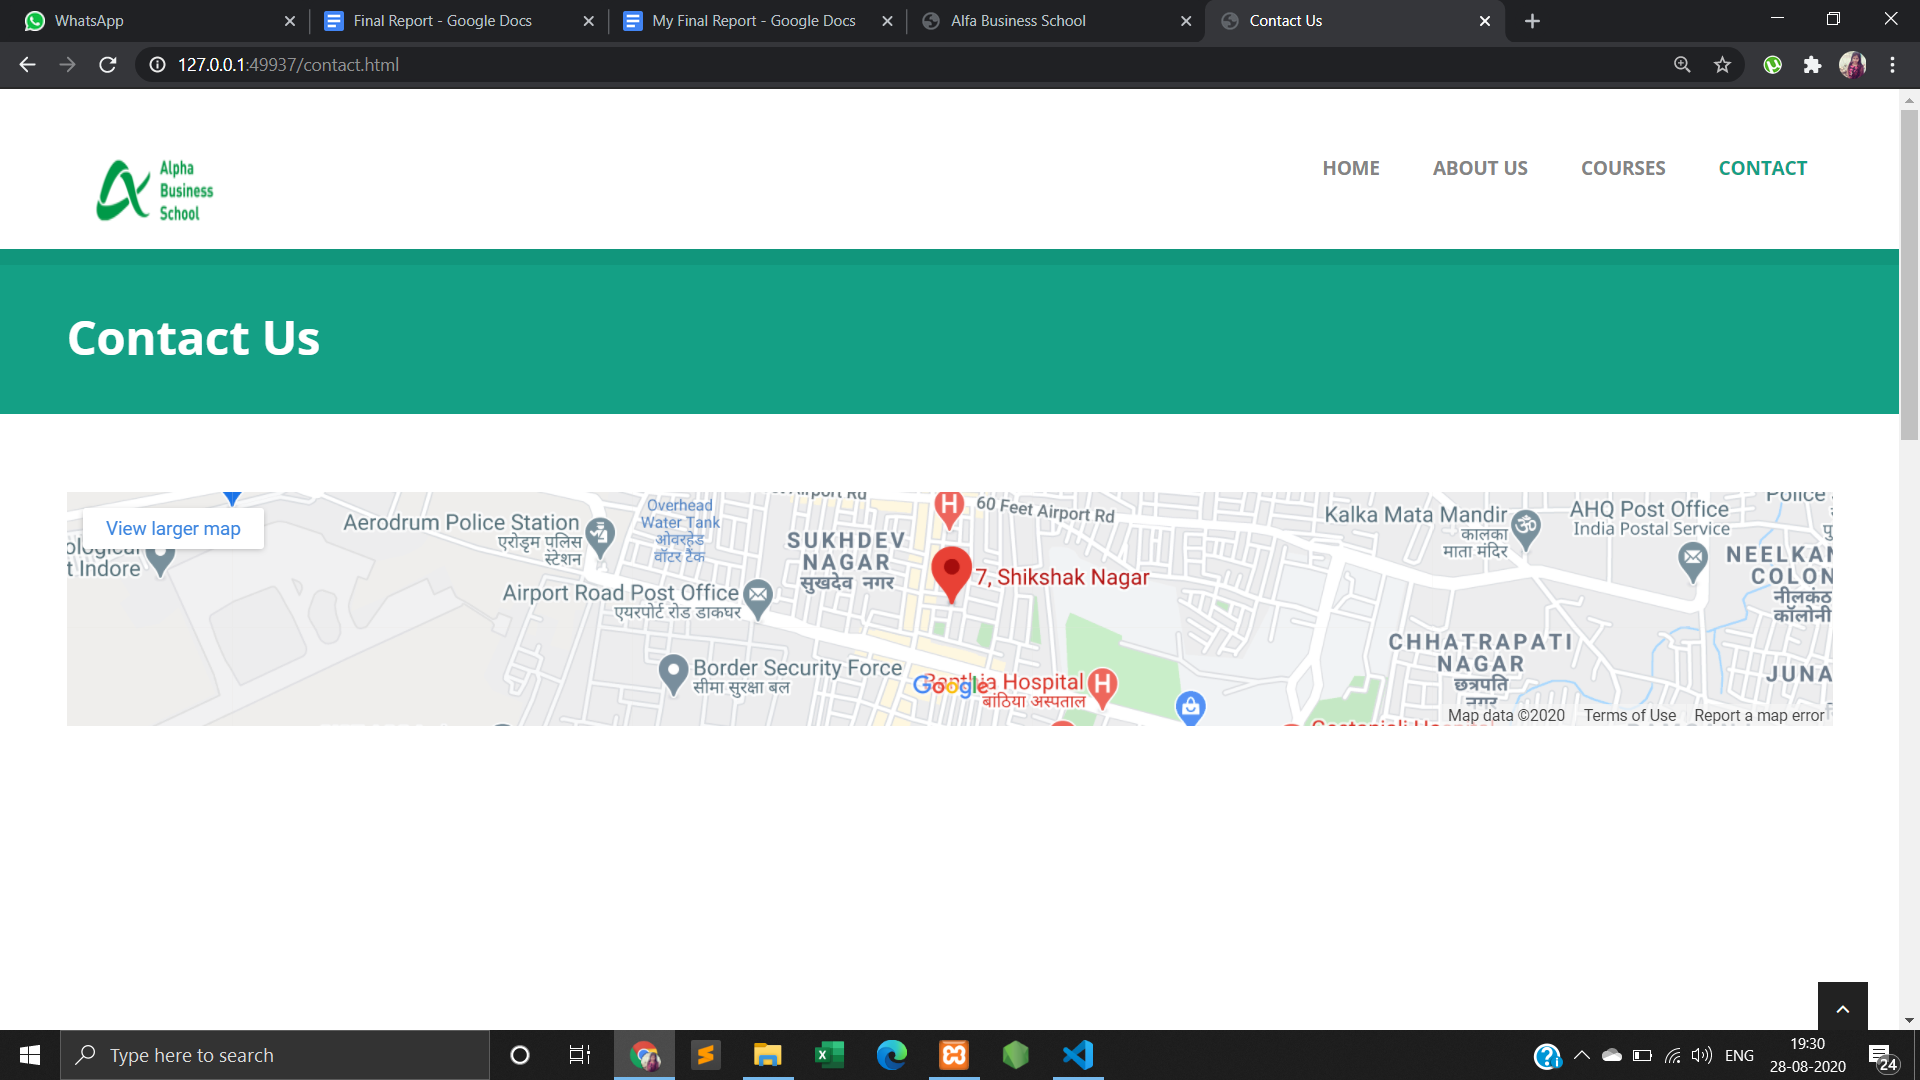 WhatsApp
Final Report - Google Docs
My Final Report - Google Docs
Alfa Business School
Contact Us
127.0.0.1:49937/contact.html
Alpha
Business
School
HOME
ABOUT US
COURSES
CONTACT
Contact Us
View larger map
t Indore
Aerodrum Police Station
एरोड्रम पुलिस
स्टेशन
Overhead
Water Tank
ओवरहेड
वॉटर टैंक
SUKHDEV
NAGAR
सुखदेव नगर
60 Feet Airport Rd
7, Shikshak Nagar
Airport Road Post Office
एयरपोर्ट रोड डाकघर
Border Security Force
सीमा सुरक्षा बल
Google
Hospital
बांठिया अस्पताल
Kalka Mata Mandir
कालका
माता मंदिर
AHQ Post Office
India Postal Service
Police
NEELKAN
COLON
नीलकंठ
कॉलोनी
CHHATRAPATI
NAGAR
छत्रपति
नगर
JUNA
Map data ©2020
Terms of Use
Report a map error
Type here to search
ENG
19:30
28-08-2020
24